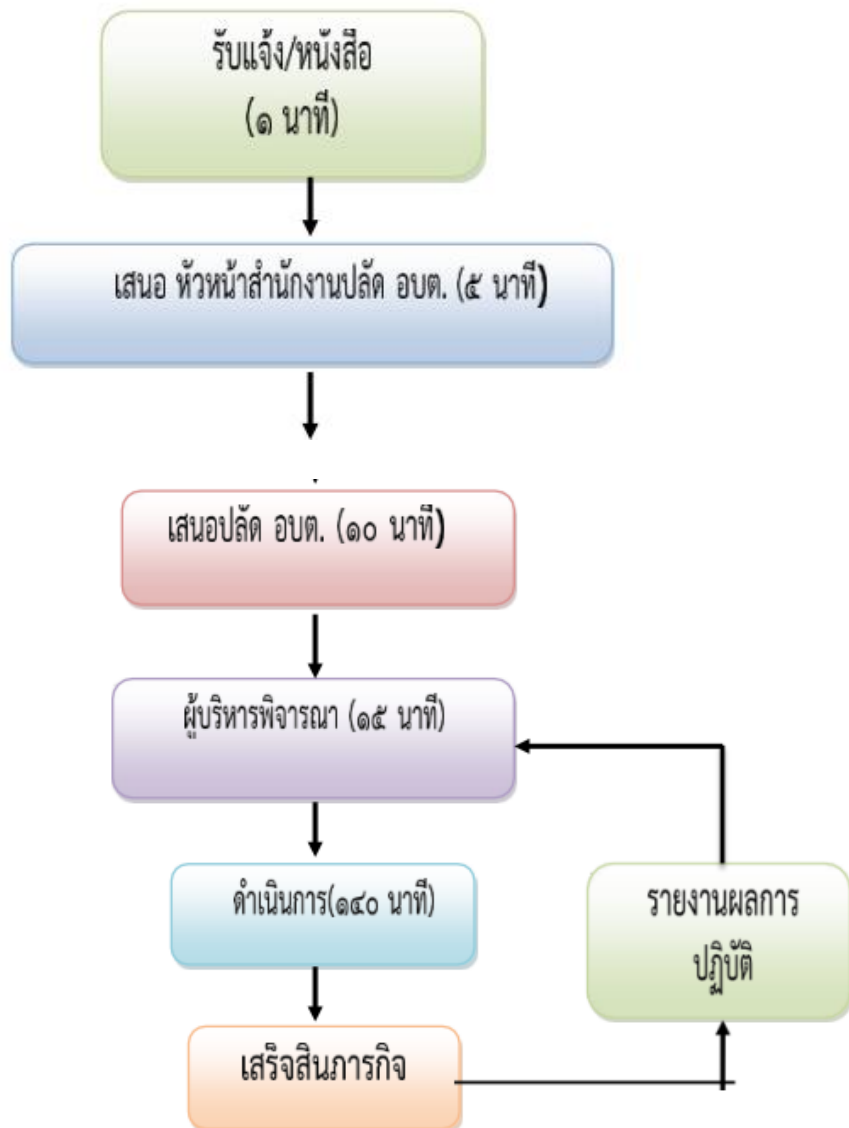 รับแจ้ง/หนังสือ
(๑ นาที)
เสนอ หัวหน้าสำนักงานปลัด อบต. (๕ นาที)
เสนอปลัด อบต. (๑๐ นาที)
ผู้บริหารพิจารณา (๑๕ นาที)
ดำเนินการ(๑๔๐ นาที)
เสร็จสินภารกิจ
รายงานผลการ
ปฏิบัติ